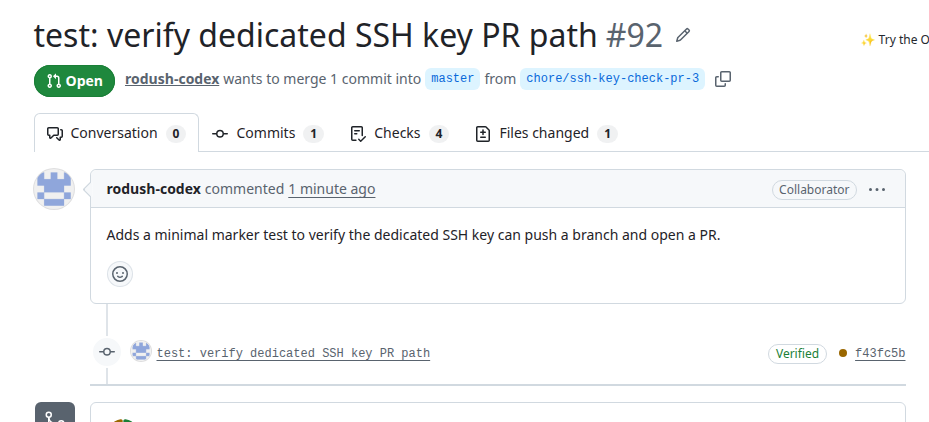 test: verify dedicated SSH key PR path #92
✨ Try the
Open rodush-codex wants to merge 1 commit into master from chore/ssh-key-check-pr-3
Conversation 0 Commits 1 Checks 4 Files changed 1
rodush-codex commented 1 minute ago Collaborator ...
Adds a minimal marker test to verify the dedicated SSH key can push a branch and open a PR.
test: verify dedicated SSH key PR path Verified f43fc5b